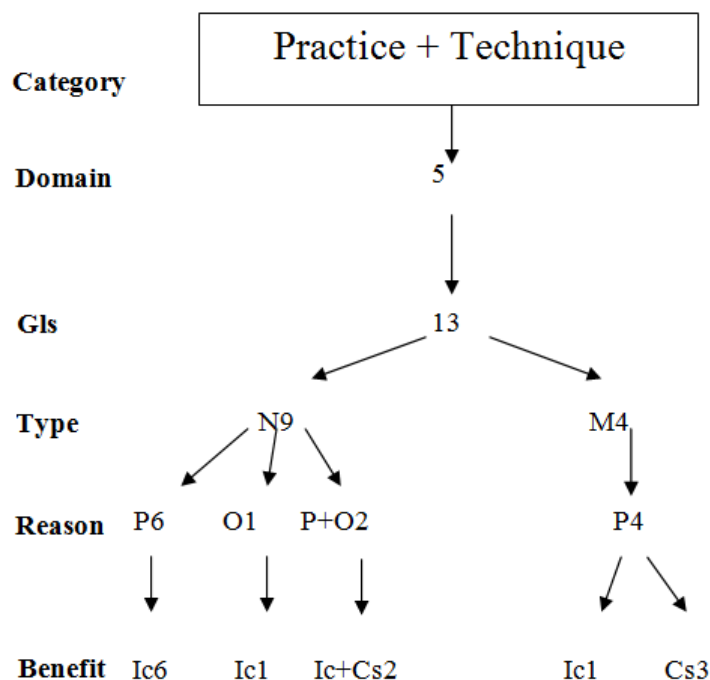 Practice + Technique
Category
Domain 5
GIs 13
Type N9 M4
Reason P6 O1 P+O2 P4
Benefit Ic6 Ic1 Ic+Cs2 Ic1 Cs3